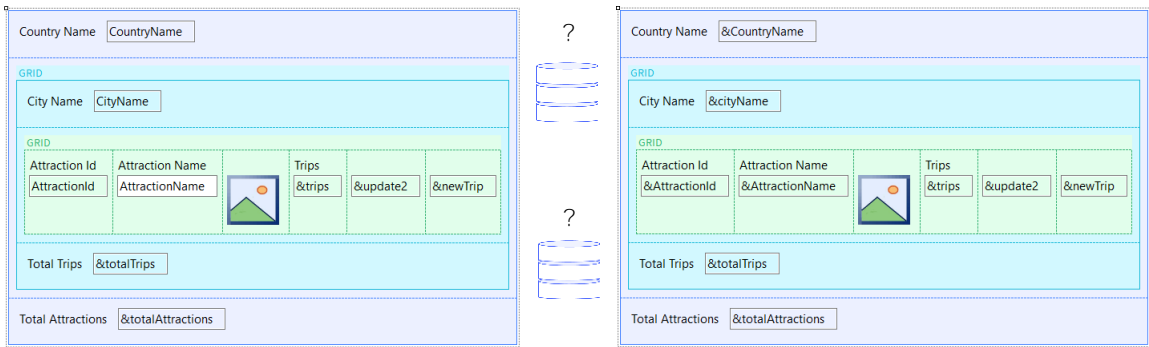 Country Name CountryName
GRID
City Name CityName
GRID
Attraction Id Attraction Name Trips
AttractionId AttractionName &trips &update2 &newTrip
Total Trips &totalTrips
Total Attractions &totalAttractions
?
?
Country Name &CountryName
GRID
City Name &cityName
GRID
Attraction Id Attraction Name Trips
&AttractionId &AttractionName &trips &update2 &newTrip
Total Trips &totalTrips
Total Attractions &totalAttractions